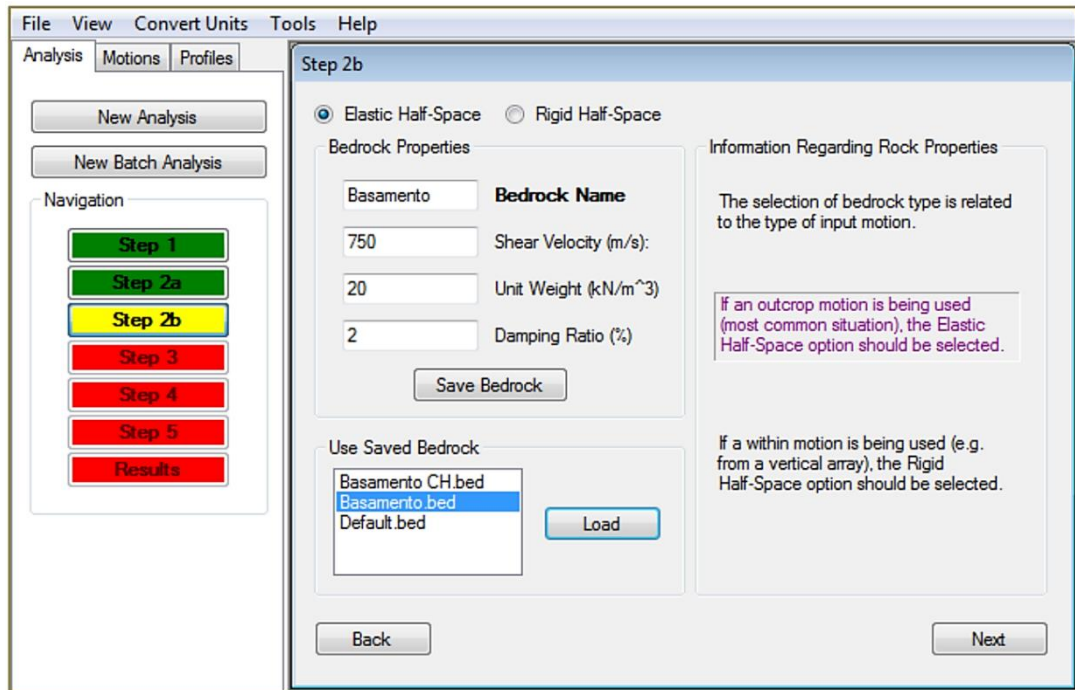 File View Convert Units Tools Help
Analysis Motions Profiles
New Analysis
New Batch Analysis
Navigation
Step 1
Step 2a
Step 2b
Step 3
Step 4
Step 5
Results
Step 2b
Elastic Half-Space Rigid Half-Space
Bedrock Properties
Basamento Bedrock Name
750 Shear Velocity (m/s):
20 Unit Weight (kN/m^3)
2 Damping Ratio (%)
Save Bedrock
Use Saved Bedrock
Basamento CH.bed
Basamento.bed
Default.bed
Load
Information Regarding Rock Properties
The selection of bedrock type is related
to the type of input motion.
If an outcrop motion is being used
(most common situation), the Elastic
Half-Space option should be selected.
If a within motion is being used (e.g.
from a vertical array), the Rigid
Half-Space option should be selected.
Back
Next